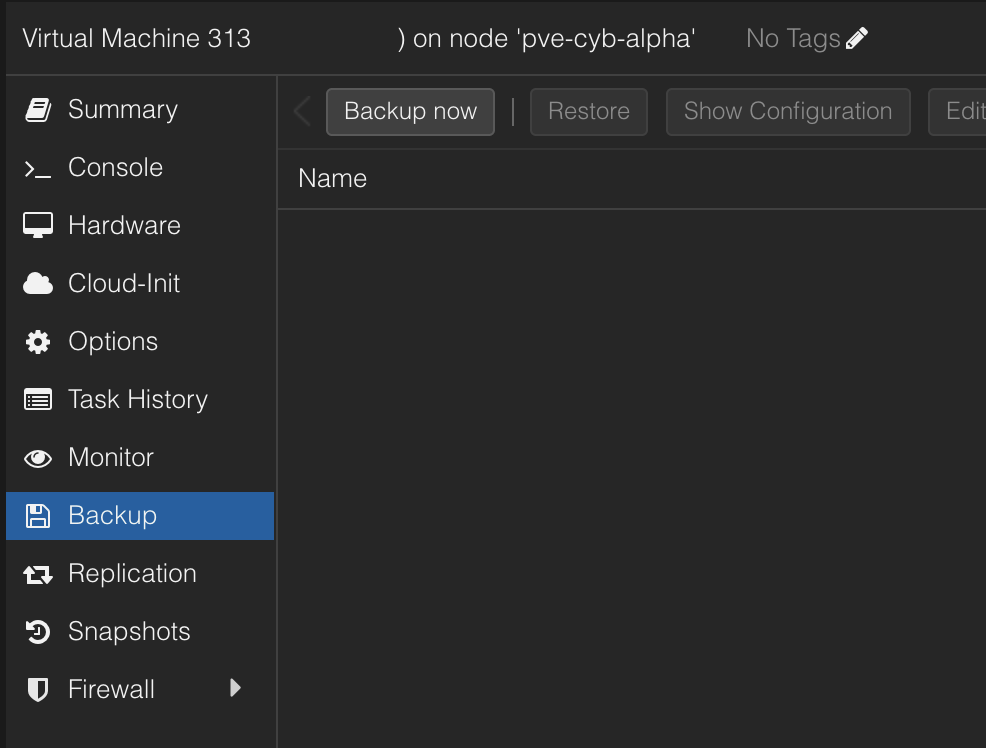 Virtual Machine 313 ) on node 'pve-cyb-alpha' No Tags
Summary
Console
Hardware
Cloud-Init
Options
Task History
Monitor
Backup
Replication
Snapshots
Firewall
Backup now | Restore Show Configuration Edit
Name